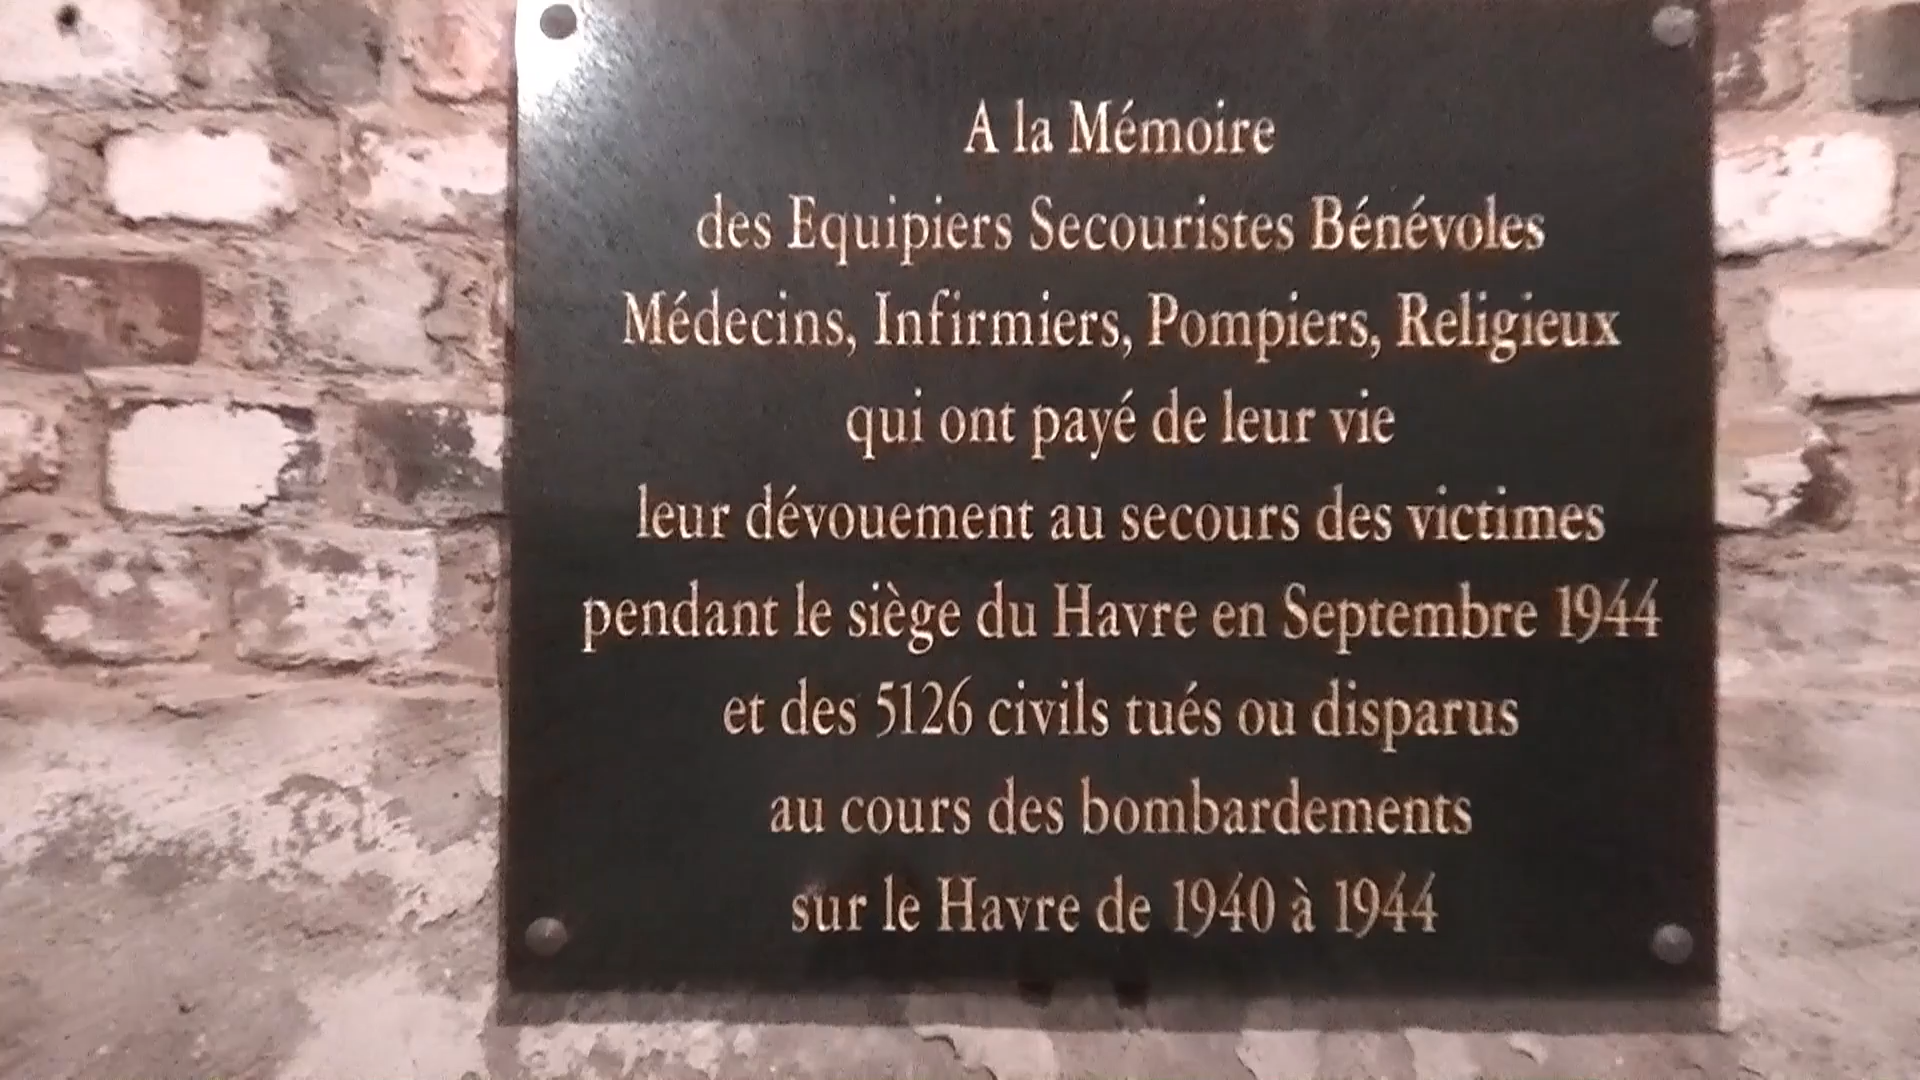 A la Mémoire
des Equipiers Secouristes Bénévoles
Médecins, Infirmiers, Pompiers, Religieux
qui ont payé de leur vie
leur dévouement au secours des victimes
pendant le siège du Havre en Septembre 1944
et des 5126 civils tués ou disparus
au cours des bombardements
sur le Havre de 1940 à 1944